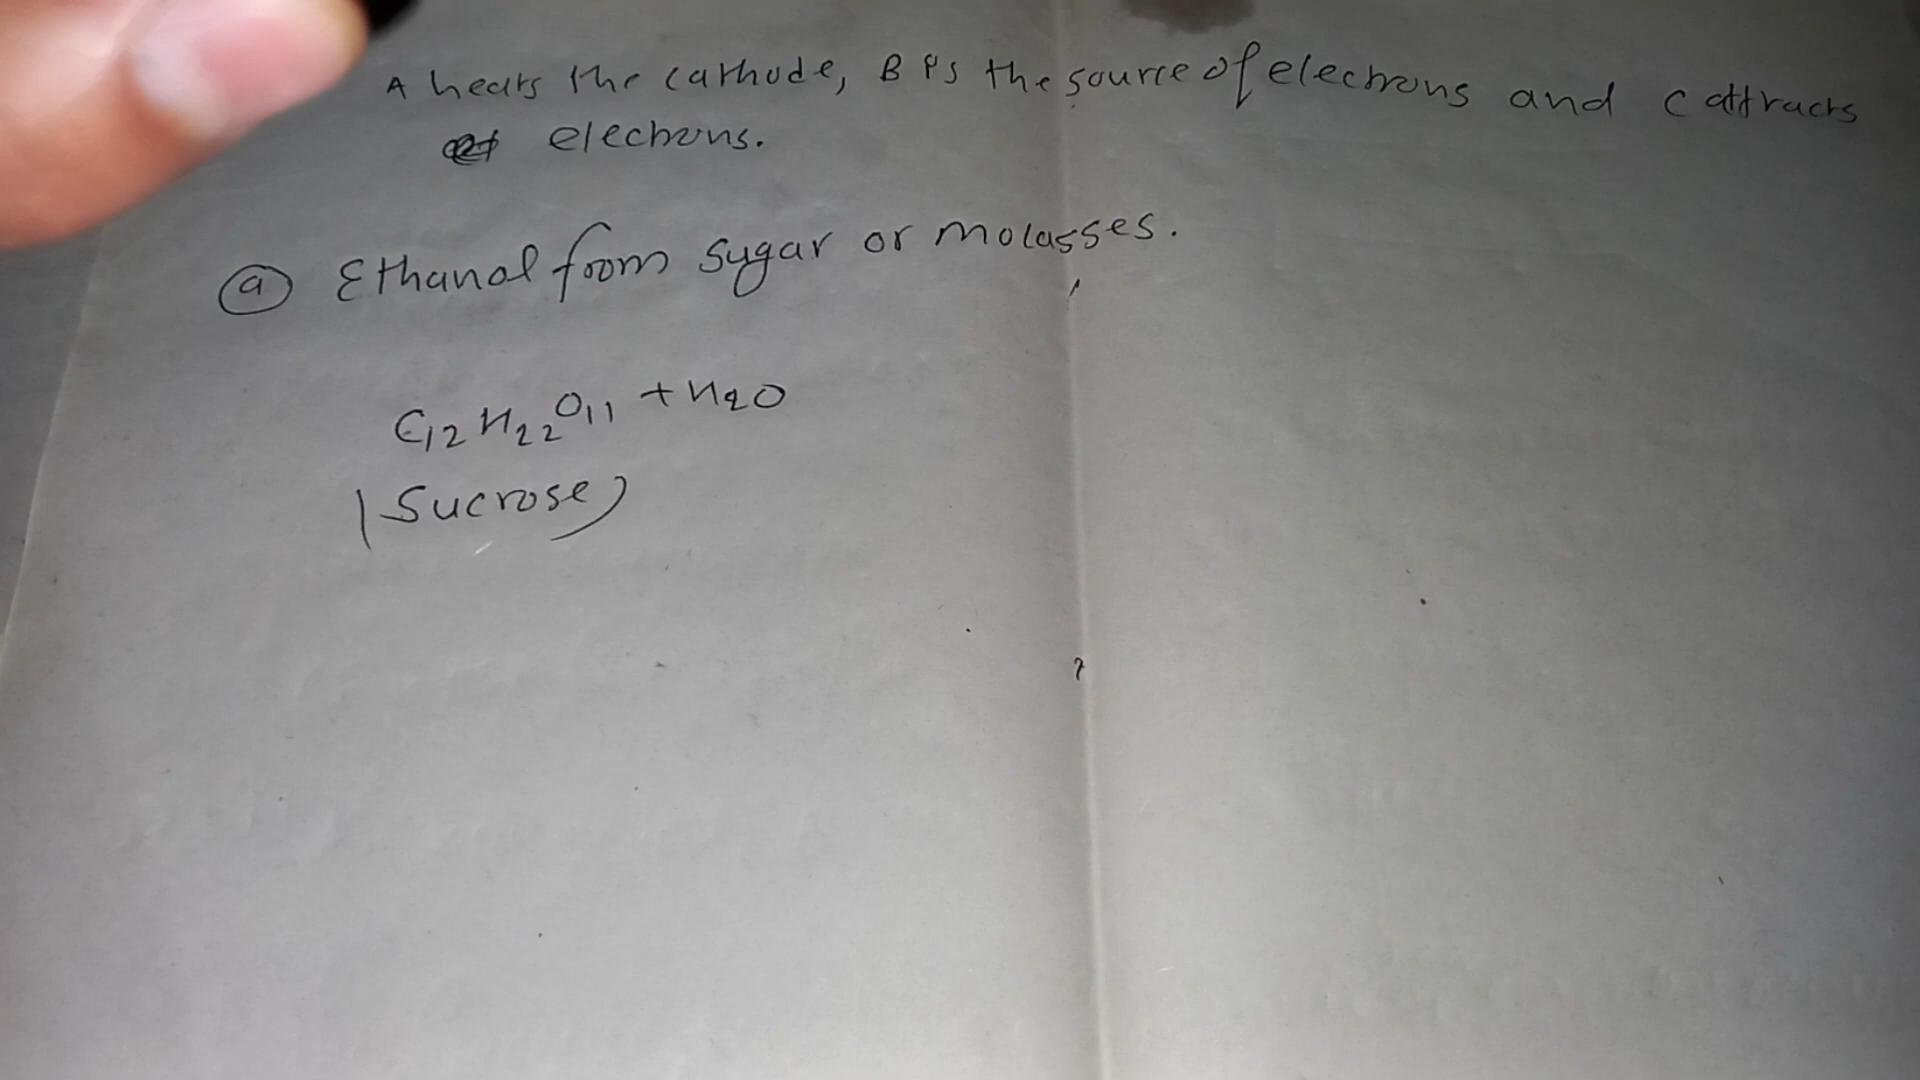 A heats the cathode, B is the source of electrons and C attracts
electrons.
a Ethanol from sugar or molasses.
C12H22O11 + H2O
(Sucrose)